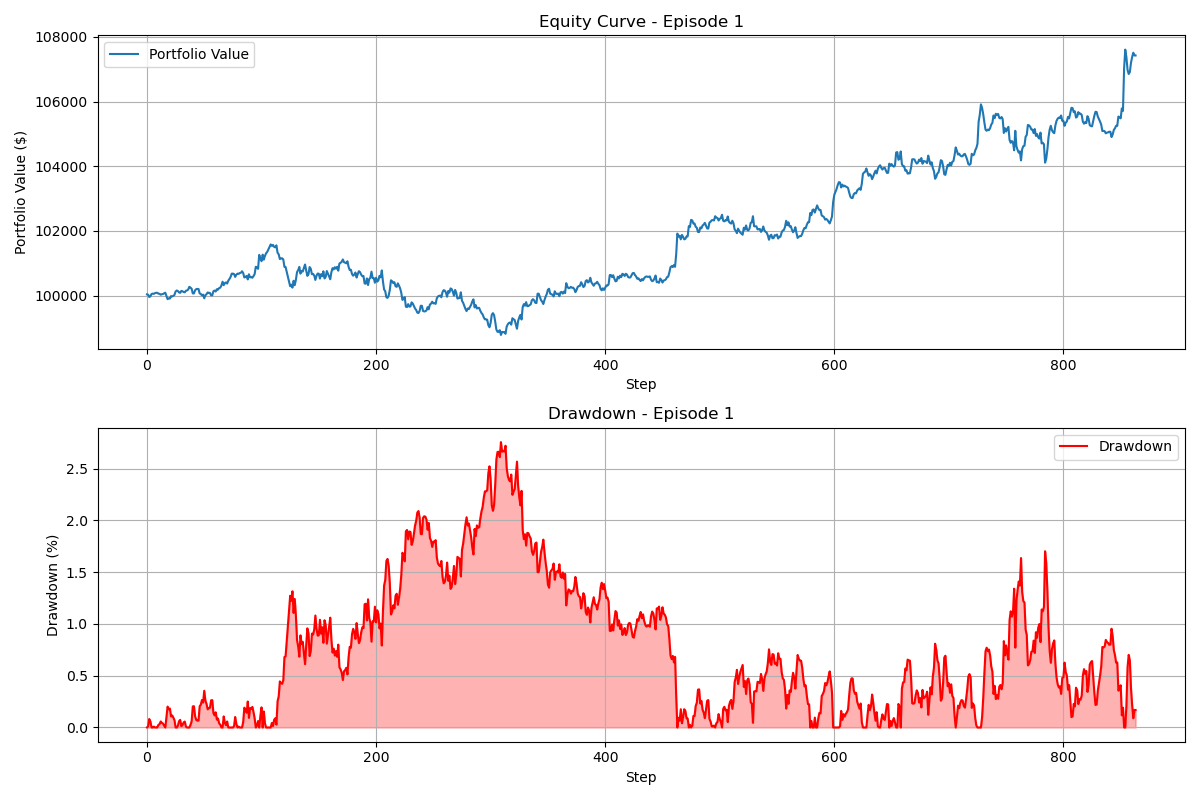 Equity Curve - Episode 1
Portfolio Value
Portfolio Value ($)
108000
106000
104000
102000
100000
0 200 400 600 800
Step
Drawdown - Episode 1
Drawdown
Drawdown (%)
2.5
2.0
1.5
1.0
0.5
0.0
0 200 400 600 800
Step